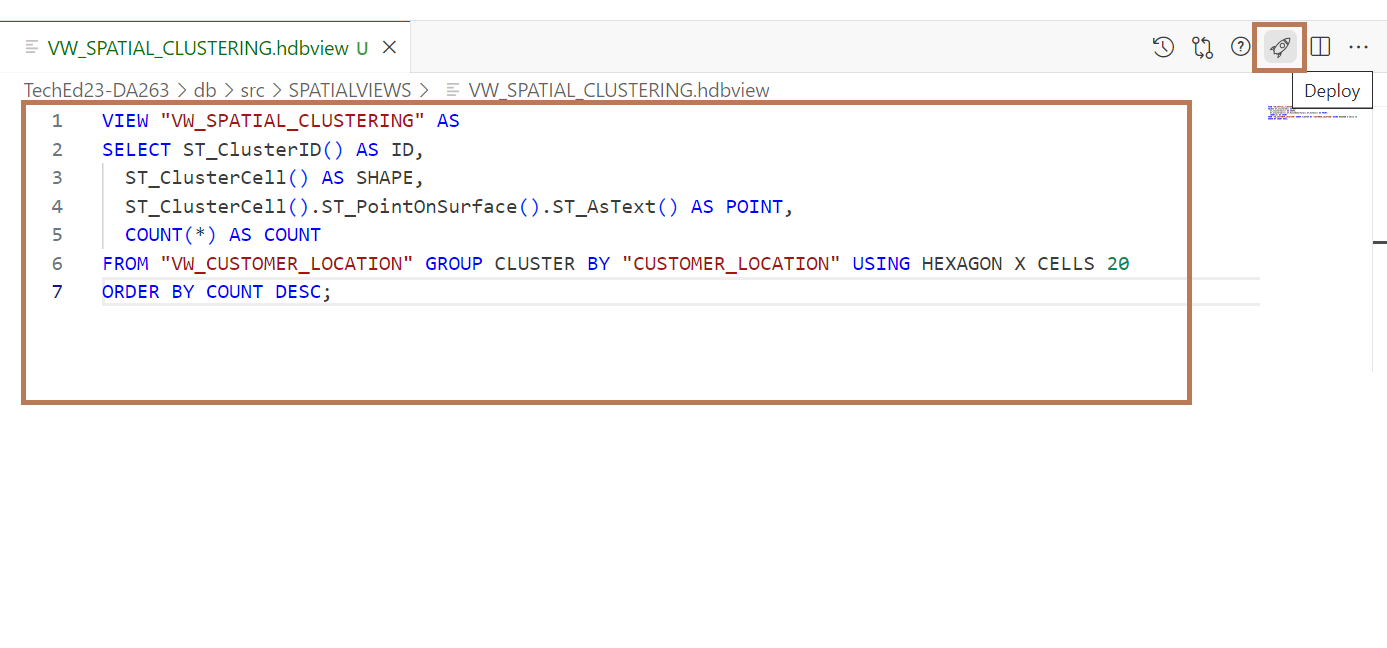 VW_SPATIAL_CLUSTERING.hdbview U
Deploy
TechEd23-DA263 > db > src > SPATIALVIEWS > VW_SPATIAL_CLUSTERING.hdbview
1 VIEW "VW_SPATIAL_CLUSTERING" AS
2 SELECT ST_ClusterID() AS ID,
3 ST_ClusterCell() AS SHAPE,
4 ST_ClusterCell().ST_PointOnSurface().ST_AsText() AS POINT,
5 COUNT(*) AS COUNT
6 FROM "VW_CUSTOMER_LOCATION" GROUP CLUSTER BY "CUSTOMER_LOCATION" USING HEXAGON X CELLS 20
7 ORDER BY COUNT DESC;